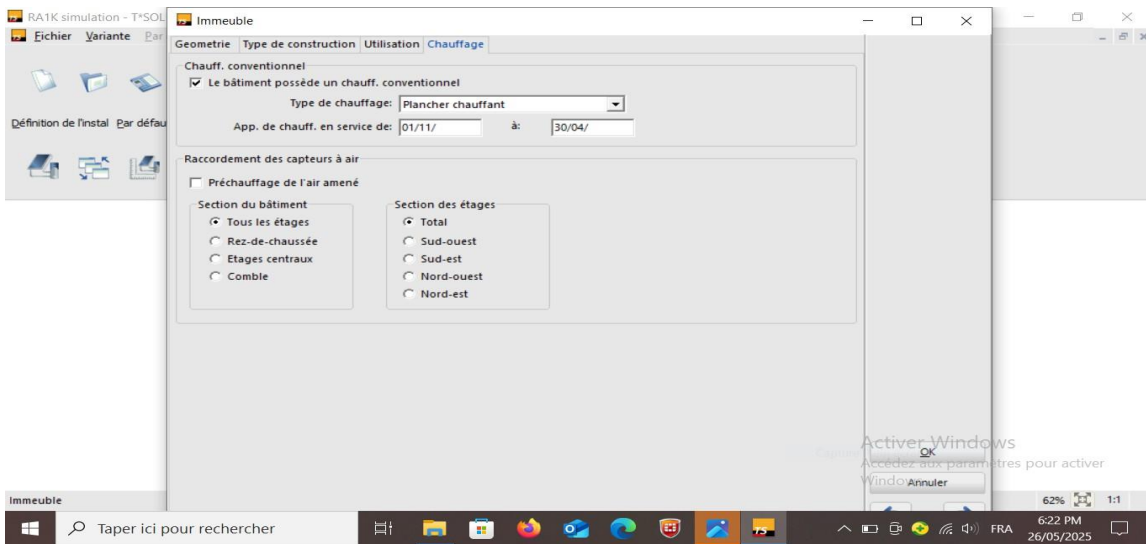 RA1K simulation - T*SOL
Immeuble
Fichier Variante Par
Geometrie Type de construction Utilisation Chauffage
Chauff. conventionnel
Le bâtiment possède un chauff. conventionnel
Type de chauffage: Plancher chauffant
Définition de l'instal Par défau
App. de chauff. en service de: 01/11/ à: 30/04/
Raccordement des capteurs à air
Préchauffage de l'air amené
Section du bâtiment Section des étages
Tous les étages Total
Rez-de-chaussée Sud-ouest
Etages centraux Sud-est
Comble Nord-ouest
Nord-est
Activer Windows
OK
Accédez aux paramètres pour activer
Windows
Annuler
Immeuble 62% 1:1
Taper ici pour rechercher TS FRA 6:22 PM
26/05/2025